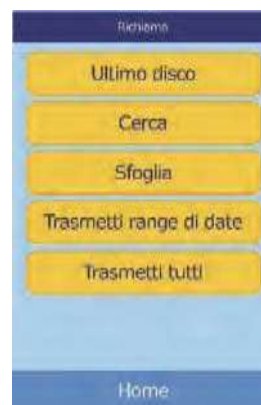 Richiamo
Ultimo disco
Cerca
Sfoglia
Trasmetti range di date
Trasmetti tutti
Home